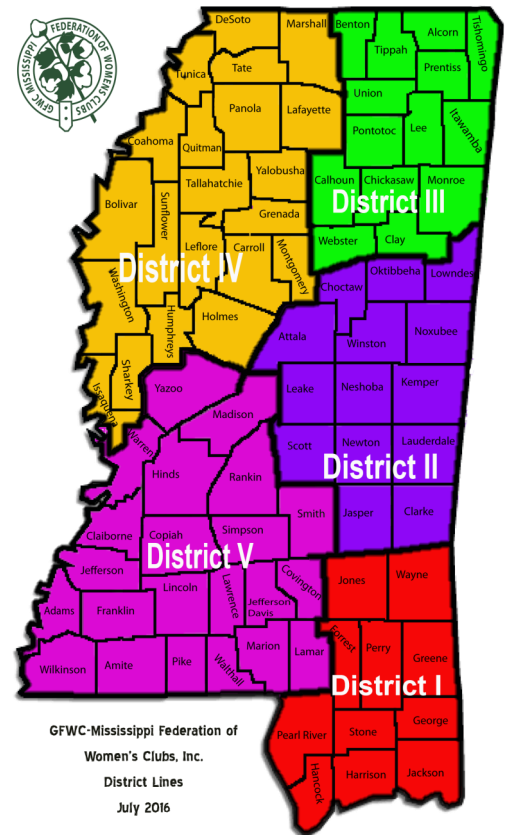 GFWC MISSISSIPPI FEDERATION OF WOMENS CLUBS
DeSoto
Marshall
Benton
Tippah
Alcorn
Tishomingo
Tunica
Tate
Prentiss
Panola
Lafayette
Union
Pontotoc
Lee
Itawamba
Coahoma
Quitman
Yalobusha
Tallahatchie
Calhoun
Chickasaw
Monroe
Bolivar
Sunflower
Grenada
District III
Leflore
Carroll
Montgomery
Webster
Clay
District IV
Washington
Humphreys
Holmes
Choctaw
Oktibbeha
Lowndes
Attala
Winston
Noxubee
Sharkey
Issaquena
Yazoo
Madison
Leake
Neshoba
Kemper
Warren
Hinds
Rankin
Scott
Newton
Lauderdale
District II
Claiborne
Copiah
Simpson
Smith
Jasper
Clarke
District V
Jefferson
Lincoln
Lawrence
Jefferson
Davis
Covington
Jones
Wayne
Adams
Franklin
Wilkinson
Amite
Pike
Walthall
Marion
Lamar
Forrest
Perry
Greene
District I
Pearl River
Stone
George
Hancock
Harrison
Jackson
GFWC-Mississippi Federation of
Women's Clubs, Inc.
District Lines
July 2016